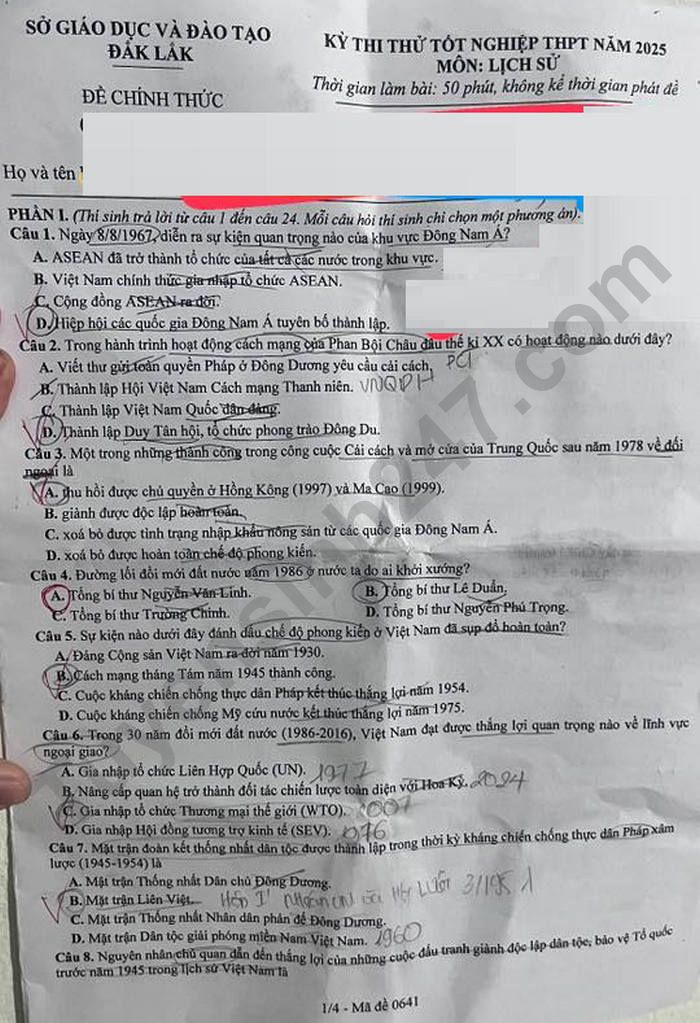 SỞ GIÁO DỤC VÀ ĐÀO TẠO
ĐẮK LẮK
KỲ THI THỬ TỐT NGHIỆP THPT NĂM 2025
MÔN: LỊCH SỬ
Thời gian làm bài: 50 phút, không kể thời gian phát đề
ĐỀ CHÍNH THỨC
Họ và tên
PHẦN I. (Thí sinh trả lời từ câu 1 đến câu 24. Mỗi câu hỏi thí sinh chỉ chọn một phương án).
Câu 1. Ngày 8/8/1967, diễn ra sự kiện quan trọng nào của khu vực Đông Nam Á?
A. ASEAN đã trở thành tổ chức của tất cả các nước trong khu vực.
B. Việt Nam chính thức gia nhập tổ chức ASEAN.
C. Cộng đồng ASEAN ra đời.
D. Hiệp hội các quốc gia Đông Nam Á tuyên bố thành lập.
Câu 2. Trong hành trình hoạt động cách mạng của Phan Bội Châu đầu thế kỉ XX có hoạt động nào dưới đây?
A. Viết thư gửi toàn quyền Pháp ở Đông Dương yêu cầu cải cách. PCT
B. Thành lập Hội Việt Nam Cách mạng Thanh niên. VNQDH
C. Thành lập Việt Nam Quốc dân đảng.
D. Thành lập Duy Tân hội, tổ chức phong trào Đông Du.
Câu 3. Một trong những thành công trong công cuộc Cải cách và mở cửa của Trung Quốc sau năm 1978 về đối
ngoại là
A. thu hồi được chủ quyền ở Hồng Kông (1997) và Ma Cao (1999).
B. giành được độc lập hoàn toàn.
C. xoá bỏ được tình trạng nhập khẩu nông sản từ các quốc gia Đông Nam Á.
D. xoá bỏ được hoàn toàn chế độ phong kiến.
Câu 4. Đường lối đổi mới đất nước năm 1986 ở nước ta do ai khởi xướng?
A. Tổng bí thư Nguyễn Văn Linh. B. Tổng bí thư Lê Duẩn.
C. Tổng bí thư Trường Chinh. D. Tổng bí thư Nguyễn Phú Trọng.
Câu 5. Sự kiện nào dưới đây đánh dấu chế độ phong kiến ở Việt Nam đã sụp đổ hoàn toàn?
A. Đảng Cộng sản Việt Nam ra đời năm 1930.
B. Cách mạng tháng Tám năm 1945 thành công.
C. Cuộc kháng chiến chống thực dân Pháp kết thúc thắng lợi năm 1954.
D. Cuộc kháng chiến chống Mỹ cứu nước kết thúc thắng lợi năm 1975.
Câu 6. Trong 30 năm đổi mới đất nước (1986-2016), Việt Nam đạt được thắng lợi quan trọng nào về lĩnh vực
ngoại giao?
A. Gia nhập tổ chức Liên Hợp Quốc (UN). 1977
B. Nâng cấp quan hệ trở thành đối tác chiến lược toàn diện với Hoa Kỳ. 2024
C. Gia nhập tổ chức Thương mại thế giới (WTO). 2007
D. Gia nhập Hội đồng tương trợ kinh tế (SEV).
Câu 7. Mặt trận đoàn kết thống nhất dân tộc được thành lập trong thời kỳ kháng chiến chống thực dân Pháp xâm
lược (1945-1954) là
A. Mặt trận Thống nhất Dân chủ Đông Dương.
B. Mặt trận Liên Việt.
C. Mặt trận Thống nhất Nhân dân phản đế Đông Dương.
D. Mặt trận Dân tộc giải phóng miền Nam Việt Nam. 1960
Câu 8. Nguyên nhân chủ quan dẫn đến thắng lợi của những cuộc đấu tranh giành độc lập dân tộc, bảo vệ Tổ quốc
trước năm 1945 trong lịch sử Việt Nam là
1/4 - Mã đề 0641